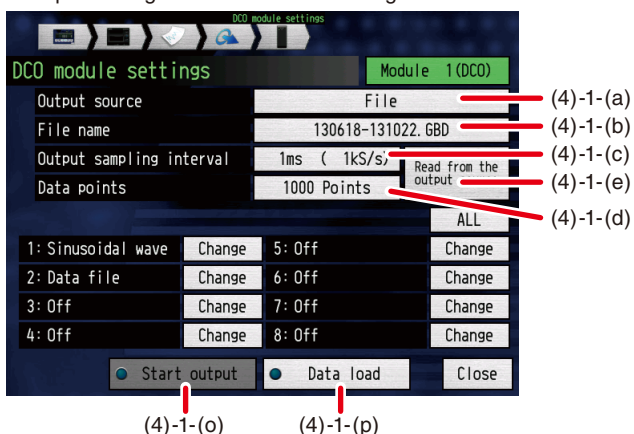 DCO module settings
DCO module settings
Module 1(DCO)
Output source
File
(4)-1-(a)
File name
130618-131022.GBD
(4)-1-(b)
Output sampling interval
1ms ( 1kS/s)
(4)-1-(c)
Read from the
output
(4)-1-(e)
Data points
1000 Points
(4)-1-(d)
ALL
1: Sinusoidal wave
Change
5: Off
Change
2: Data file
Change
6: Off
Change
3: Off
Change
7: Off
Change
4: Off
Change
8: Off
Change
Start output
Data load
Close
(4)-1-(o)
(4)-1-(p)